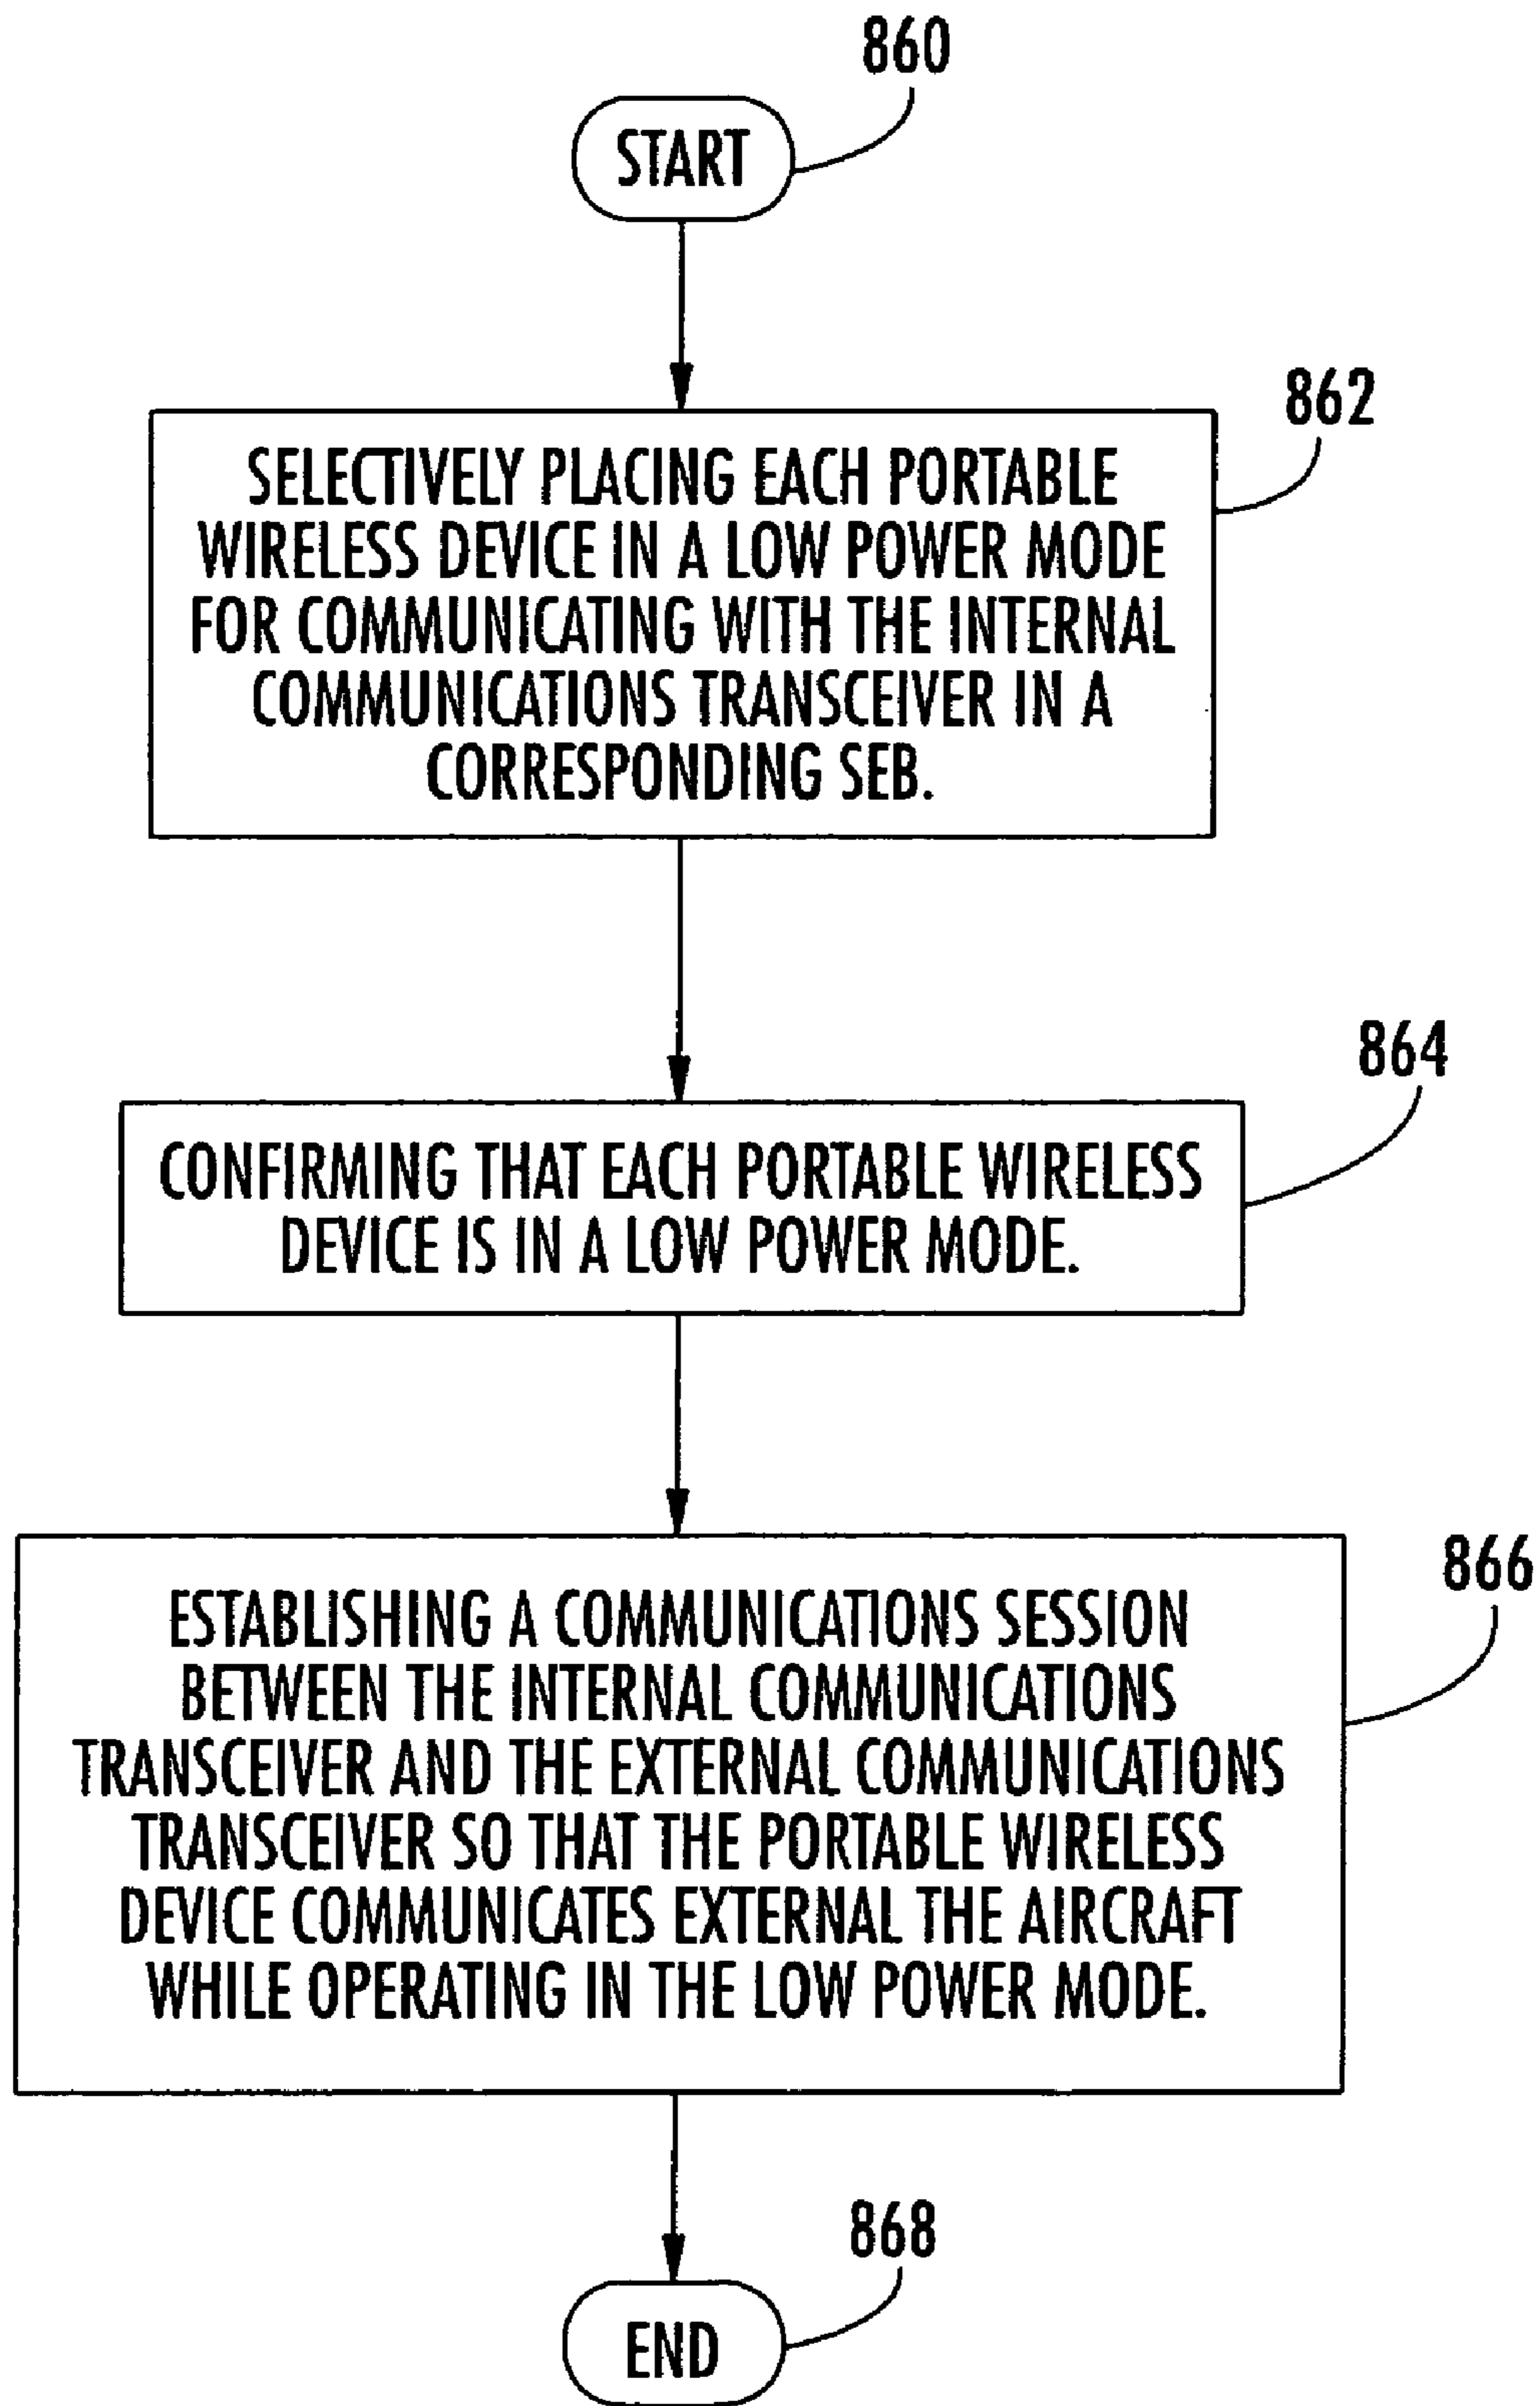 860
START
862
SELECTIVELY PLACING EACH PORTABLE
WIRELESS DEVICE IN A LOW POWER MODE
FOR COMMUNICATING WITH THE INTERNAL
COMMUNICATIONS TRANSCEIVER IN A
CORRESPONDING SEB.
864
CONFIRMING THAT EACH PORTABLE WIRELESS
DEVICE IS IN A LOW POWER MODE.
866
ESTABLISHING A COMMUNICATIONS SESSION
BETWEEN THE INTERNAL COMMUNICATIONS
TRANSCEIVER AND THE EXTERNAL COMMUNICATIONS
TRANSCEIVER SO THAT THE PORTABLE WIRELESS
DEVICE COMMUNICATES EXTERNAL THE AIRCRAFT
WHILE OPERATING IN THE LOW POWER MODE.
868
END